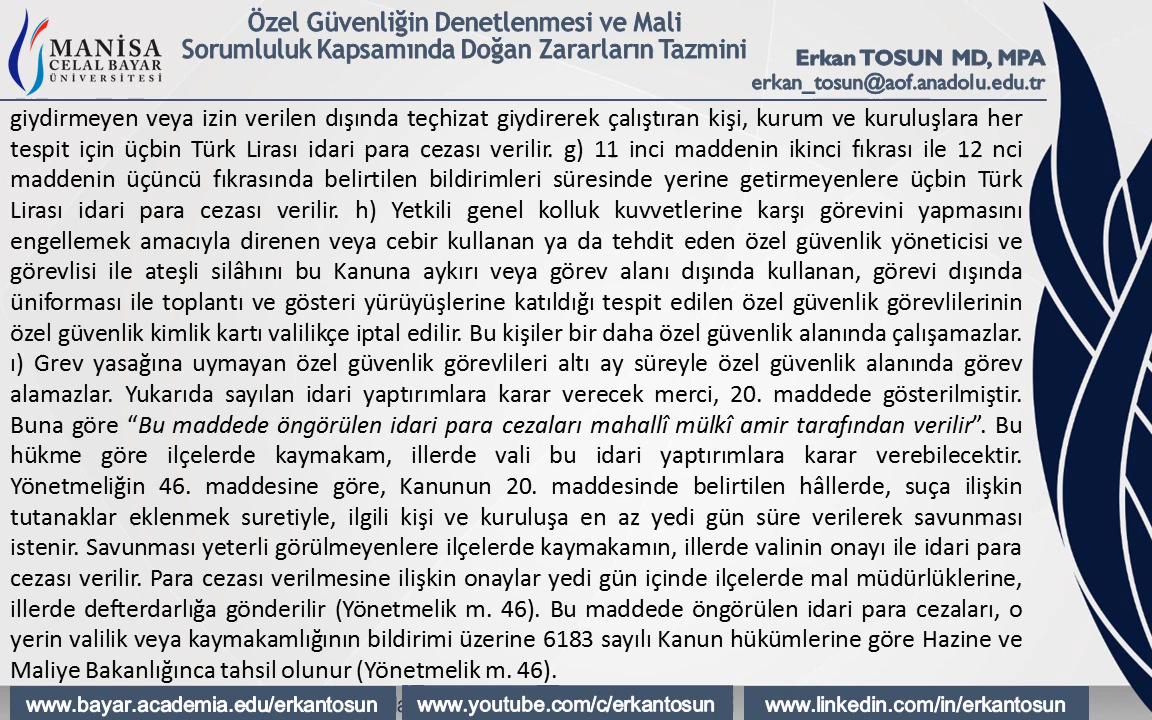 MANİSA
CELAL BAYAR
ÜNİVERSİTESİ
Özel Güvenliğin Denetlenmesi ve Mali
Sorumluluk Kapsamında Doğan Zararların Tazmini
Erkan TOSUN MD, MPA
erkan_tosun@aof.anadolu.edu.tr
giydirmeyen veya izin verilen dışında teçhizat giydirerek çalıştıran kişi, kurum ve kuruluşlara her
tespit için üçbin Türk Lirası idari para cezası verilir. g) 11 inci maddenin ikinci fıkrası ile 12 nci
maddenin üçüncü fıkrasında belirtilen bildirimleri süresinde yerine getirmeyenlere üçbin Türk
Lirası idari para cezası verilir. h) Yetkili genel kolluk kuvvetlerine karşı görevini yapmasını
engellemek amacıyla direnen veya cebir kullanan ya da tehdit eden özel güvenlik yöneticisi ve
görevlisi ile ateşli silâhını bu Kanuna aykırı veya görev alanı dışında kullanan, görevi dışında
üniforması ile toplantı ve gösteri yürüyüşlerine katıldığı tespit edilen özel güvenlik görevlilerinin
özel güvenlik kimlik kartı valilikçe iptal edilir. Bu kişiler bir daha özel güvenlik alanında çalışamazlar.
ı) Grev yasağına uymayan özel güvenlik görevlileri altı ay süreyle özel güvenlik alanında görev
alamazlar. Yukarıda sayılan idari yaptırımlara karar verecek merci, 20. maddede gösterilmiştir.
Buna göre “Bu maddede öngörülen idari para cezaları mahallî mülkî amir tarafından verilir”. Bu
hükme göre ilçelerde kaymakam, illerde vali bu idari yaptırımlara karar verebilecektir.
Yönetmeliğin 46. maddesine göre, Kanunun 20. maddesinde belirtilen hâllerde, suça ilişkin
tutanaklar eklenmek suretiyle, ilgili kişi ve kuruluşa en az yedi gün süre verilerek savunması
istenir. Savunması yeterli görülmeyenlere ilçelerde kaymakamın, illerde valinin onayı ile idari para
cezası verilir. Para cezası verilmesine ilişkin onaylar yedi gün içinde ilçelerde mal müdürlüklerine,
illerde defterdarlığa gönderilir (Yönetmelik m. 46). Bu maddede öngörülen idari para cezaları, o
yerin valilik veya kaymakamlığının bildirimi üzerine 6183 sayılı Kanun hükümlerine göre Hazine ve
Maliye Bakanlığınca tahsil olunur (Yönetmelik m. 46).
www.bayar.academia.edu/erkantosun
www.youtube.com/c/erkantosun
www.linkedin.com/in/erkantosun